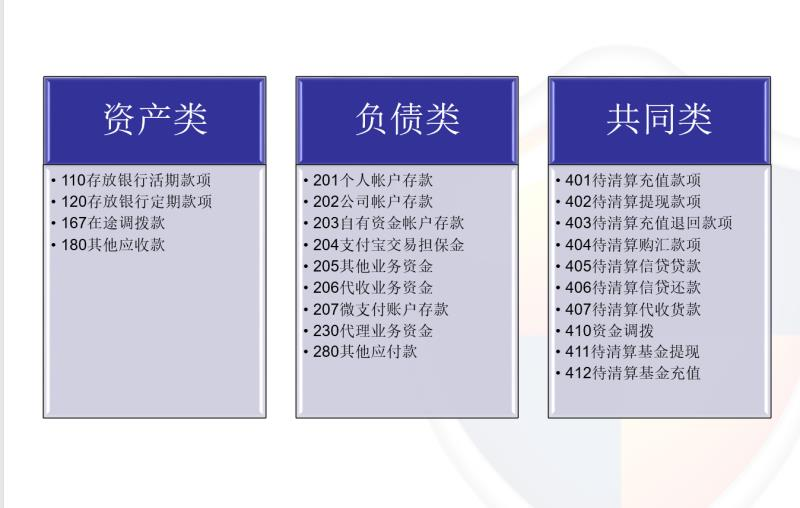 资产类
• 110存放银行活期款项
• 120存放银行定期款项
• 167在途调拨款
• 180其他应收款
负债类
• 201个人帐户存款
• 202公司帐户存款
• 203自有资金帐户存款
• 204支付宝交易担保金
• 205其他业务资金
• 206代收业务资金
• 207微支付账户存款
• 230代理业务资金
• 280其他应付款
共同类
• 401待清算充值款项
• 402待清算提现款项
• 403待清算充值退回款项
• 404待清算购汇款项
• 405待清算信贷贷款
• 406待清算信贷还款
• 407待清算代收货款
• 410资金调拨
• 411待清算基金提现
• 412待清算基金充值